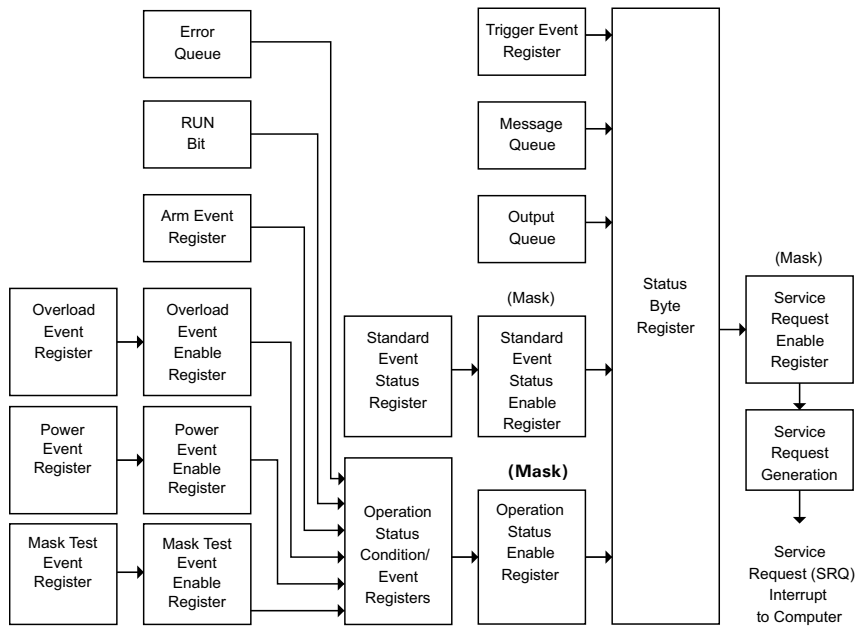 Error
Queue
RUN
Bit
Arm Event
Register
Overload
Event
Register
Overload
Event
Enable
Register
Power
Event
Register
Power
Event
Enable
Register
Mask Test
Event
Register
Mask Test
Event
Enable
Register
Trigger Event
Register
Message
Queue
Output
Queue
(Mask)
Standard
Event
Status
Register
Standard
Event
Status
Enable
Register
(Mask)
Operation
Status
Condition/
Event
Registers
Operation
Status
Enable
Register
Status
Byte
Register
(Mask)
Service
Request
Enable
Register
Service
Request
Generation
Service
Request (SRQ)
Interrupt
to Computer